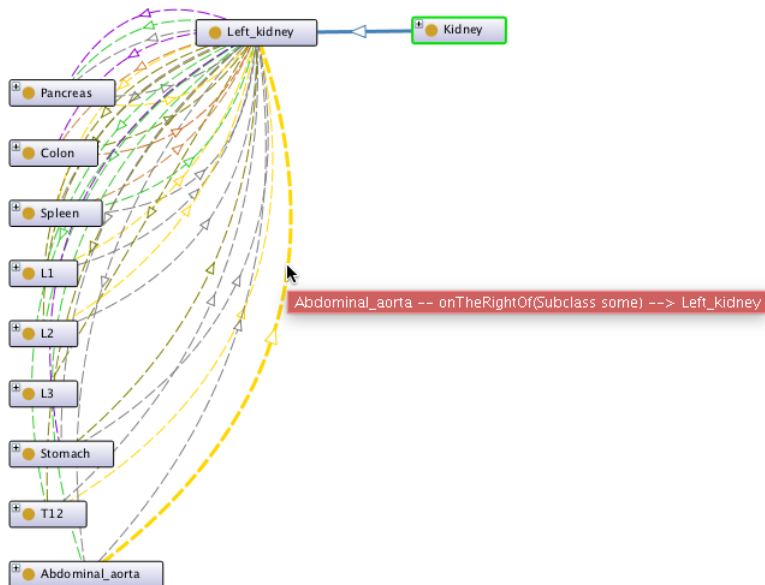 Left_kidney
Kidney
Pancreas
Colon
Spleen
Abdominal_aorta -- onTheRightOf(Subclass some) --> Left_kidney
L1
L2
L3
Stomach
T12
Abdominal_aorta